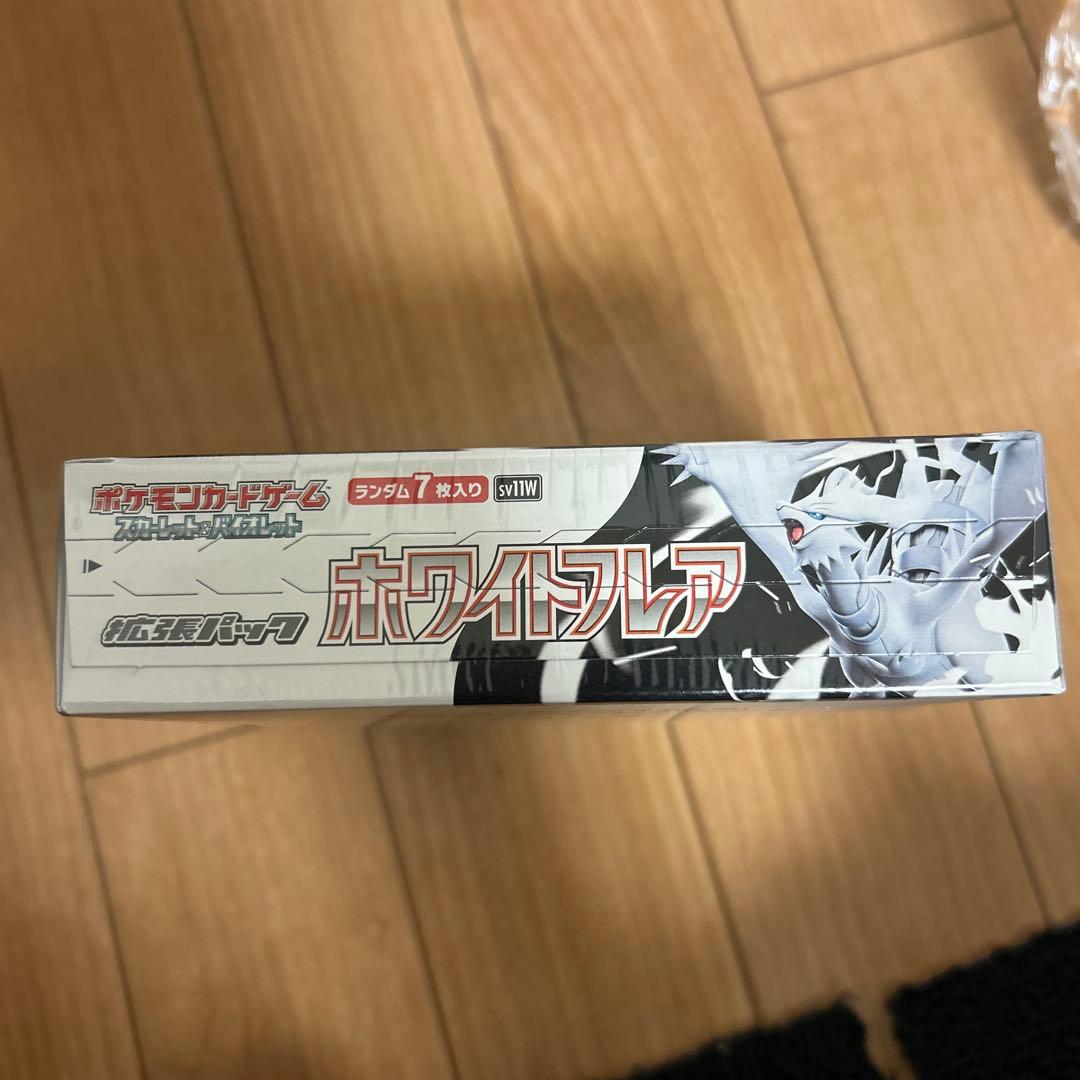 ポケモンカードゲーム™
スカーレット&バイオレット
ランダム7枚入り SV11W
拡張パック
ホワイトフレア